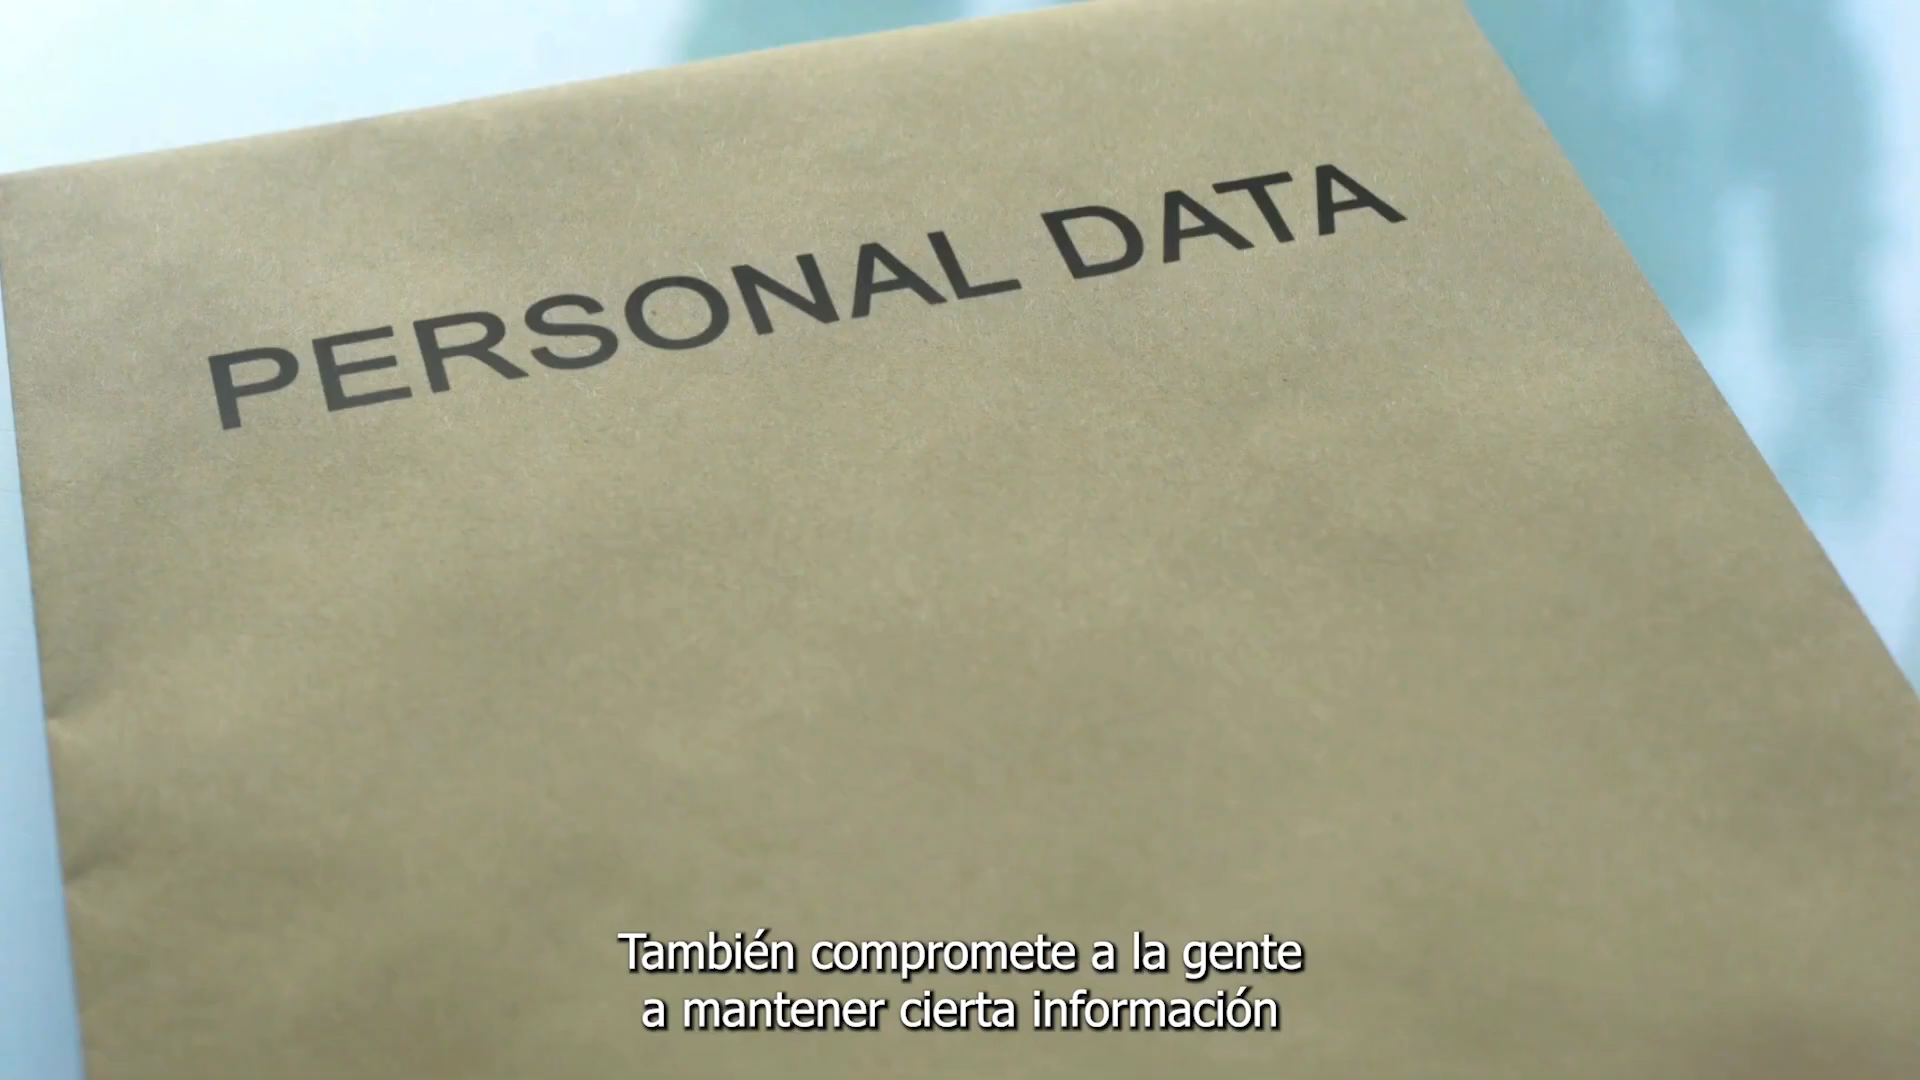 PERSONAL DATA
También compromete a la gente
a mantener cierta información